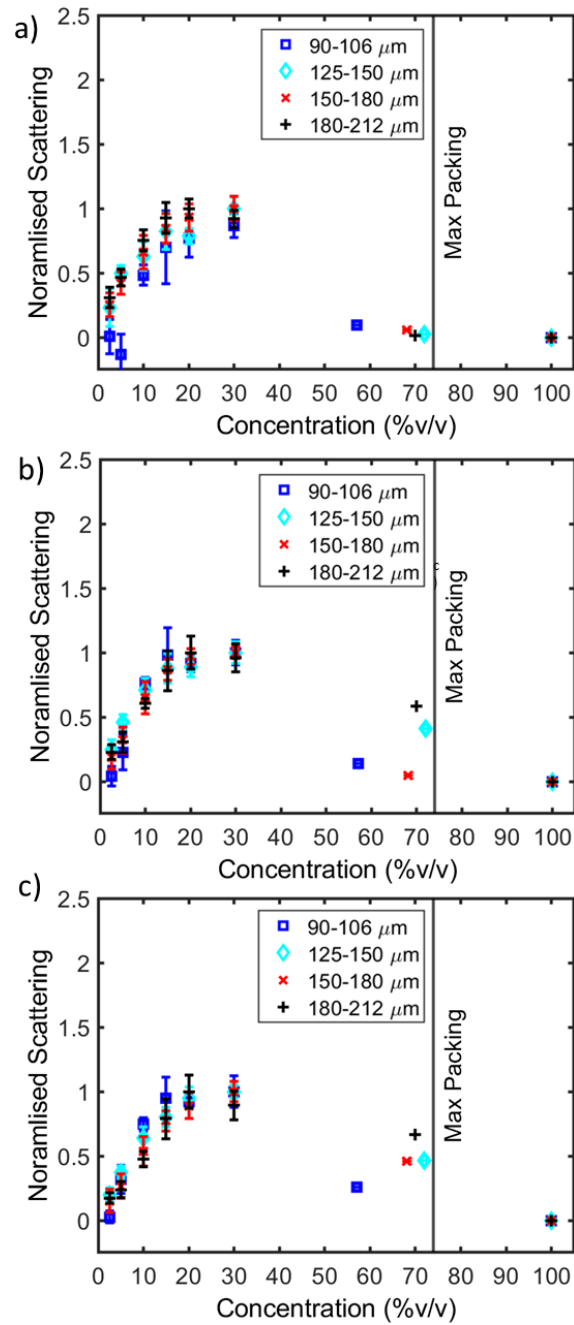 a)
2.5
2
1.5
1
0.5
0
Noramlised Scattering
90-106 μm
125-150 μm
150-180 μm
180-212 μm
Max Packing
0 10 20 30 40 50 60 70 80 90 100
Concentration (%v/v)
b)
2.5
2
1.5
1
0.5
0
Noramlised Scattering
90-106 μm
125-150 μm
150-180 μm
180-212 μm
Max Packing
0 10 20 30 40 50 60 70 80 90 100
Concentration (%v/v)
c)
2.5
2
1.5
1
0.5
0
Noramlised Scattering
90-106 μm
125-150 μm
150-180 μm
180-212 μm
Max Packing
0 10 20 30 40 50 60 70 80 90 100
Concentration (%v/v)